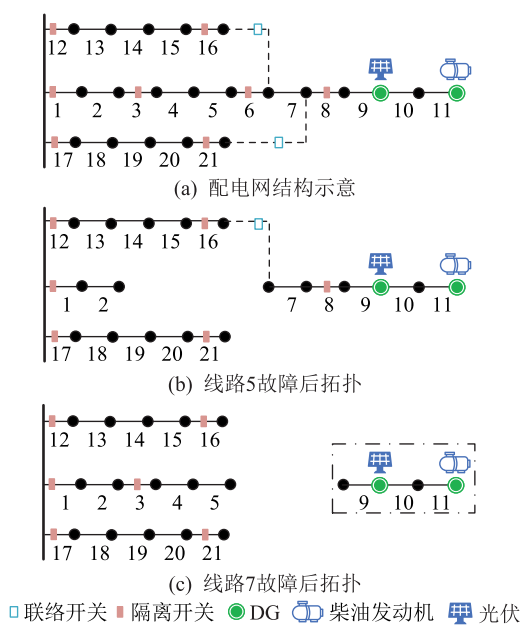 12 13 14 15 16
1 2 3 4 5 6 7 8 9 10 11
17 18 19 20 21
(a) 配电网结构示意
12 13 14 15 16
1 2 7 8 9 10 11
17 18 19 20 21
(b) 线路5故障后拓扑
12 13 14 15 16
1 2 3 4 5 9 10 11
17 18 19 20 21
(c) 线路7故障后拓扑
联络开关 隔离开关 DG 柴油发动机 光伏